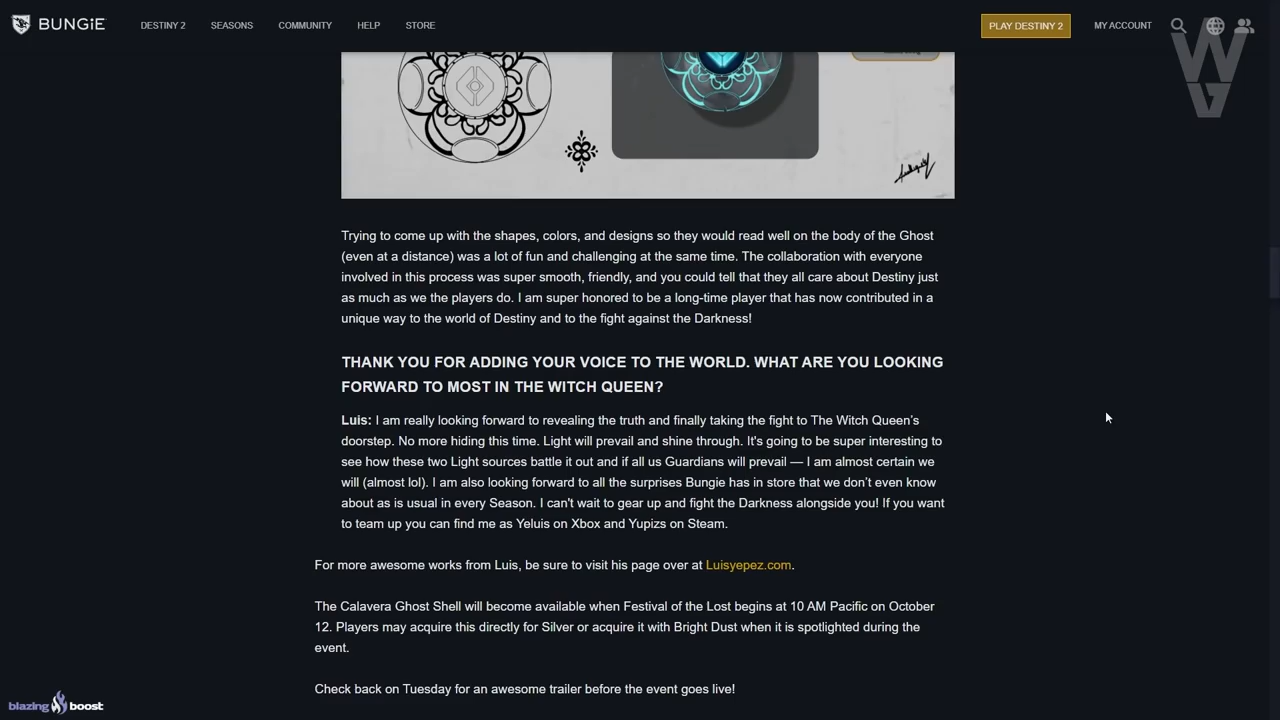 BUNGiE
DESTINY 2 SEASONS COMMUNITY HELP STORE
PLAY DESTINY 2 MY ACCOUNT
Trying to come up with the shapes, colors, and designs so they would read well on the body of the Ghost
(even at a distance) was a lot of fun and challenging at the same time. The collaboration with everyone
involved in this process was super smooth, friendly, and you could tell that they all care about Destiny just
as much as we the players do. I am super honored to be a long-time player that has now contributed in a
unique way to the world of Destiny and to the fight against the Darkness!
THANK YOU FOR ADDING YOUR VOICE TO THE WORLD. WHAT ARE YOU LOOKING
FORWARD TO MOST IN THE WITCH QUEEN?
Luis: I am really looking forward to revealing the truth and finally taking the fight to The Witch Queen's
doorstep. No more hiding this time. Light will prevail and shine through. It's going to be super interesting to
see how these two Light sources battle it out and if all us Guardians will prevail — I am almost certain we
will (almost lol). I am also looking forward to all the surprises Bungie has in store that we don't even know
about as is usual in every Season. I can't wait to gear up and fight the Darkness alongside you! If you want
to team up you can find me as Yeluis on Xbox and Yupizs on Steam.
For more awesome works from Luis, be sure to visit his page over at Luisyepez.com.
The Calavera Ghost Shell will become available when Festival of the Lost begins at 10 AM Pacific on October
12. Players may acquire this directly for Silver or acquire it with Bright Dust when it is spotlighted during the
event.
Check back on Tuesday for an awesome trailer before the event goes live!
blazing boost